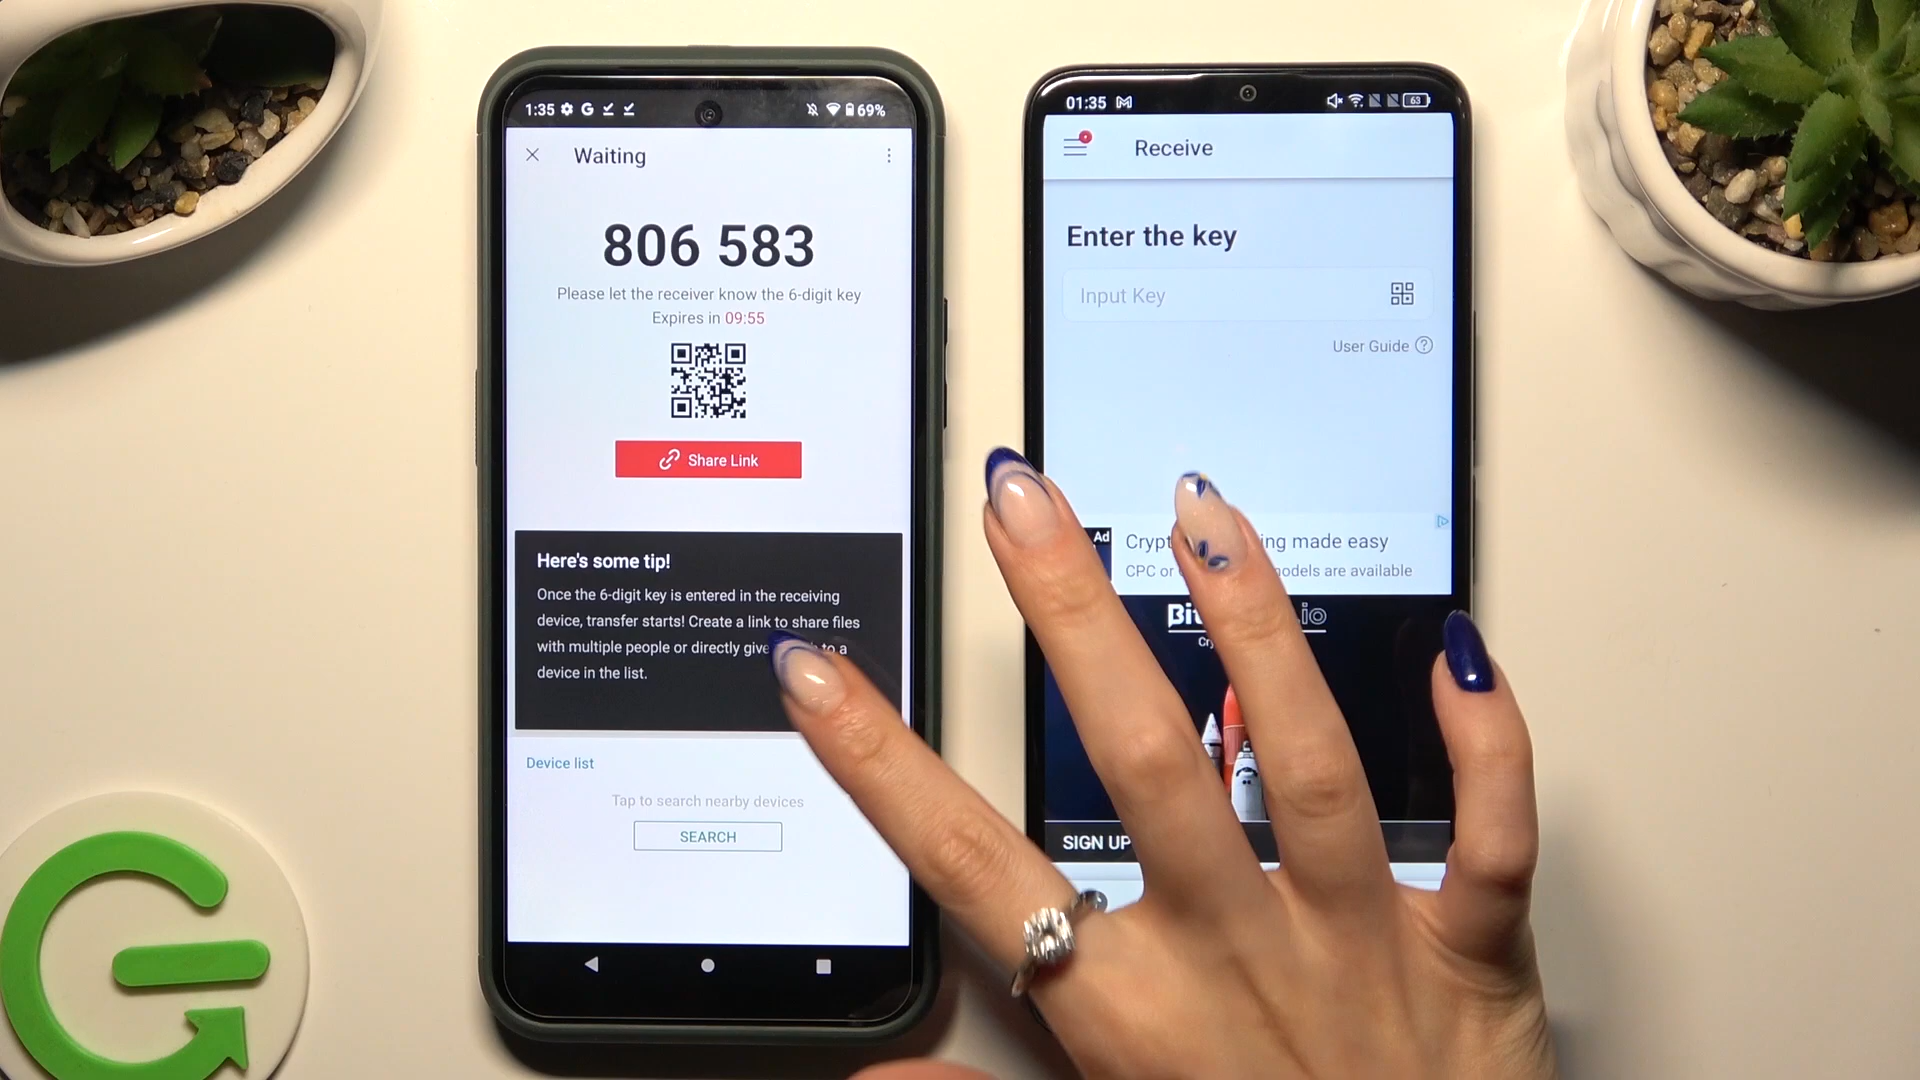 1:35
69%
Waiting
806 583
Please let the receiver know the 6-digit key
Expires in 09:55
Share Link
Here's some tip!
Once the 6-digit key is entered in the receiving
device, transfer starts! Create a link to share files
with multiple people or directly give to a
device in the list.
Device list
Tap to search nearby devices
SEARCH
01:35
63
Receive
Enter the key
Input Key
User Guide
Ad
made easy
CPC or are available
SIGN UP